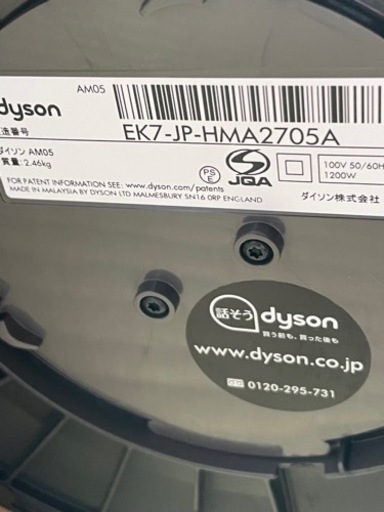 AM05
dyson
EK7-JP-HMA2705A
造番号
ダイソン AM05
質量: 2.46kg
PS
E
JQA
100V 50/60H
1200W
FOR PATENT INFORMATION SEE: www.dyson.com/patents
MADE IN MALAYSIA BY DYSON LTD MALMESBURY SN16 0RP ENGLAND
ダイソン株式会社
話そう
dyson
買う前も、買った後も
www.dyson.co.jp
0120-295-731